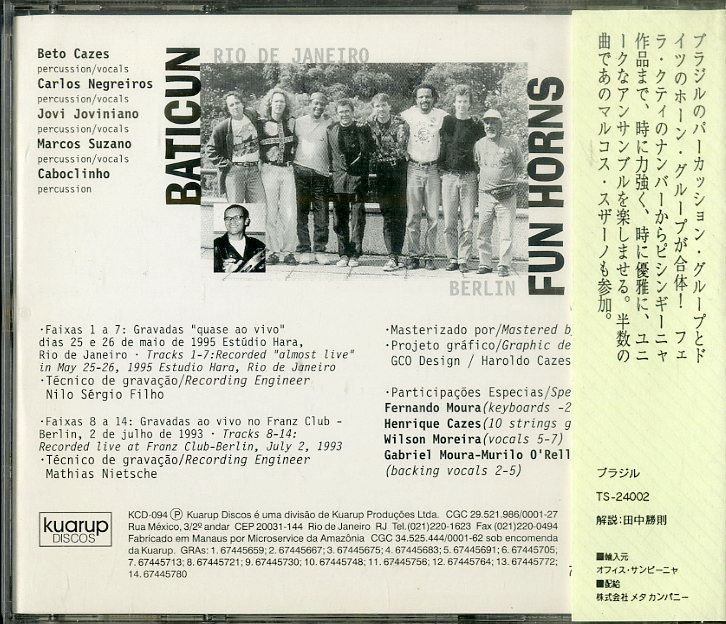 Beto Cazes
percussion/vocals
Carlos Negreiros
percussion/vocals
Jovi Joviniano
percussion/vocals
Marcos Suzano
percussion/vocals
Caboclinho
percussion
BATICUN
RIO DE JANEIRO
FUN HORNS
BERLIN
·Faixas 1 a 7: Gravadas "quase ao vivo"
dias 25 e 26 de maio de 1995 Estúdio Hara,
Rio de Janeiro · Tracks 1-7:Recorded "almost live"
in May 25-26, 1995 Estudio Hara, Rio de Janeiro
·Técnico de gravação/Recording Engineer
Nilo Sérgio Filho
·Faixas 8 a 14: Gravadas ao vivo no Franz Club -
Berlin, 2 de julho de 1993 · Tracks 8-14:
Recorded live at Franz Club-Berlin, July 2, 1993
·Técnico de gravação/Recording Engineer
Mathias Nietsche
·Masterizado por/Mastered b
·Projeto gráfico/Graphic de
GCO Design / Haroldo Cazes
·Participações Especias/Spe
Fernando Moura(keyboards -2
Henrique Cazes(10 strings g
Wilson Moreira(vocals 5-7)
Gabriel Moura-Murilo O'Rell
(backing vocals 2-5)
kuarup
DISCOS
KCD-094 Ⓟ Kuarup Discos é uma divisão de Kuarup Produções Ltda. CGC 29.521.986/0001-27
Rua México, 3/2º andar CEP 20031-144 Rio de Janeiro RJ Tel.(021)220-1623 Fax (021)220-0494
Fabricado em Manaus por Microservice da Amazônia CGC 34.525.444/0001-62 sob encomenda
da Kuarup. GRAs: 1. 67445659; 2. 67445667; 3. 67445675; 4. 67445683; 5. 67445691; 6. 67445705;
7. 67445713; 8. 67445721; 9. 67445730; 10. 67445748; 11. 67445756; 12. 67445764; 13. 67445772;
14. 67445780
ブラジルのパーカッション・グループとド
イツのホーン・グループが合体! フェ
ラ・クティのナンバーからピシンギーニャ
作品まで、時に力強く、時に優雅に、ユニ
ークなアンサンブルを楽しませる。半数の
曲であのマルコス・スザーノも参加。
ブラジル
TS-24002
解説:田中勝則
■輸入元
オフィス・サンビーニャ
■配給
株式会社 メタ カンパニー